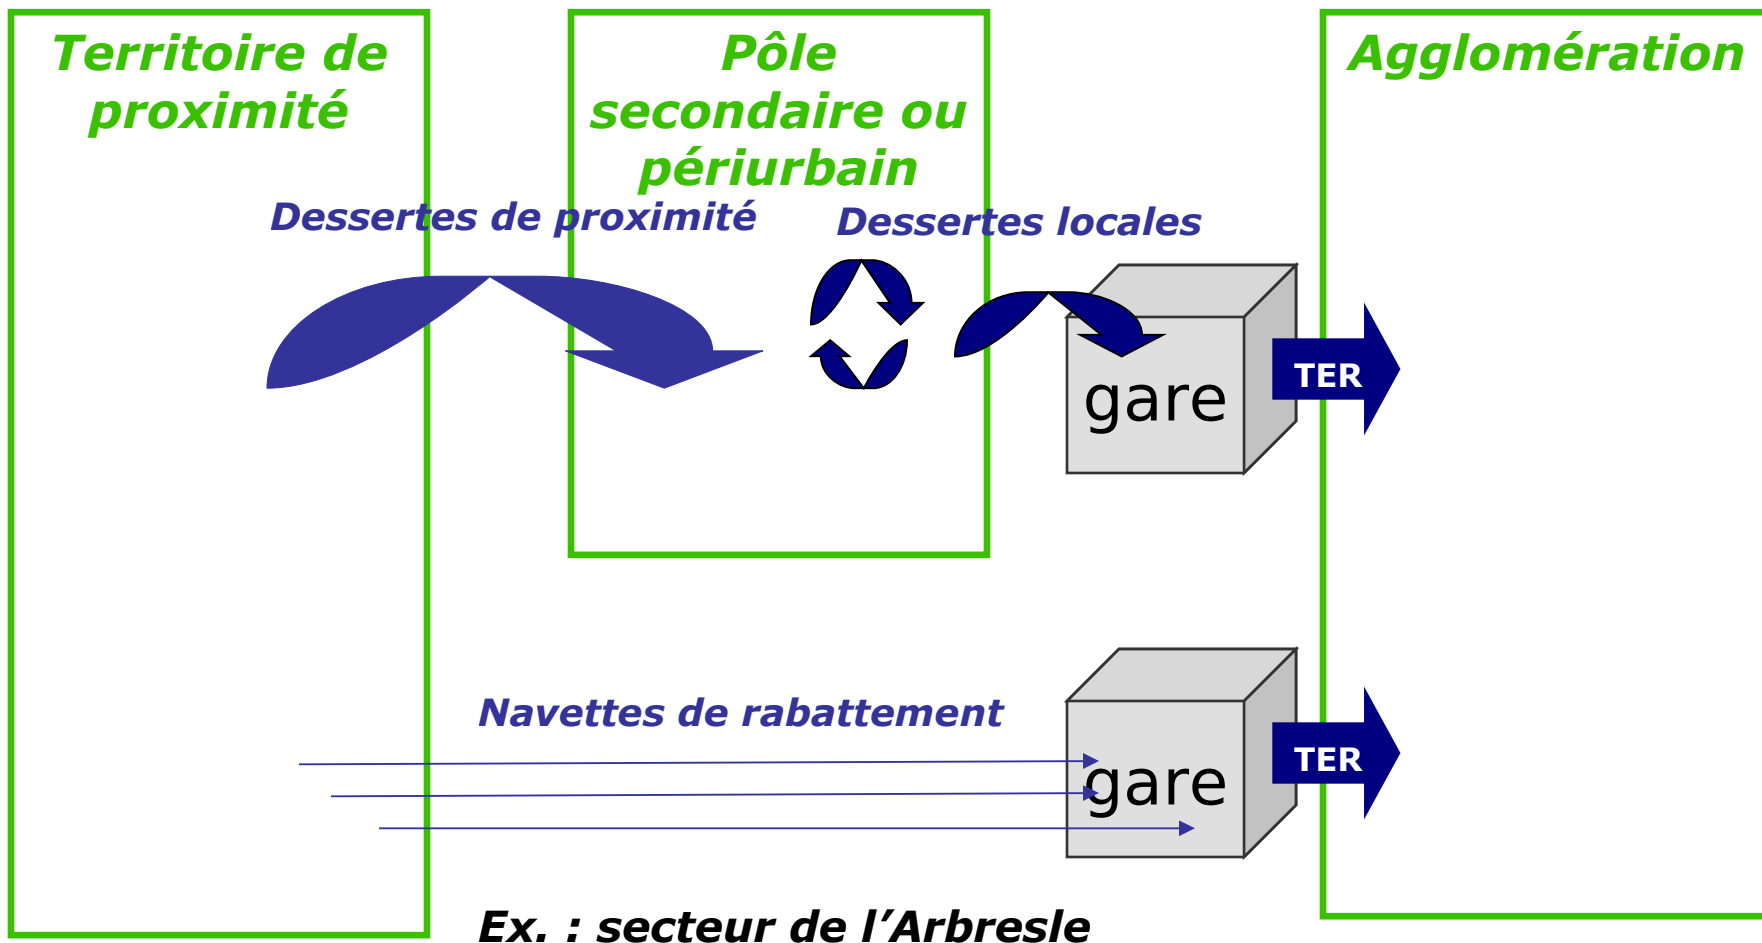 Territoire de
proximité
Pôle
secondaire ou
périurbain
Agglomération
Dessertes de proximité
Dessertes locales
gare
TER
Navettes de rabattement
gare
TER
Ex. : secteur de l’Arbresle